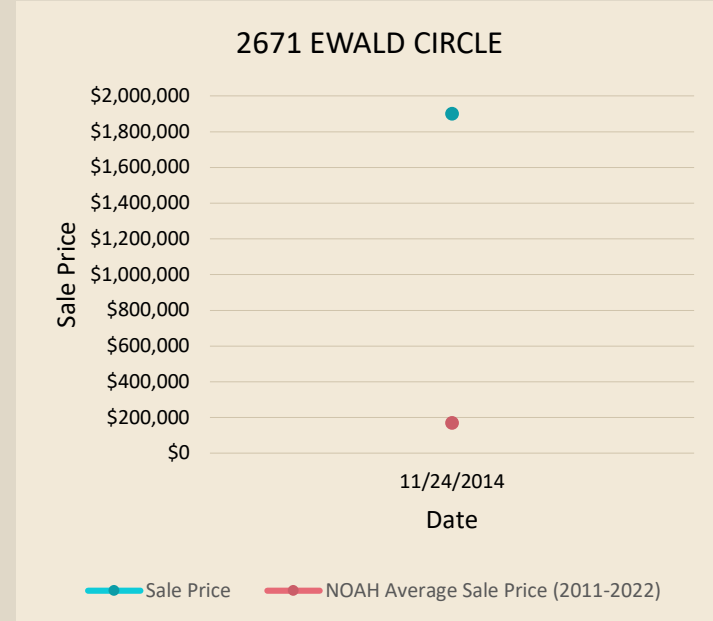 2671 EWALD CIRCLE
$2,000,000
$1,800,000
$1,600,000
$1,400,000
$1,200,000
$1,000,000
$800,000
$600,000
$400,000
$200,000
$0
Sale Price
11/24/2014
Date
Sale Price
NOAH Average Sale Price (2011-2022)